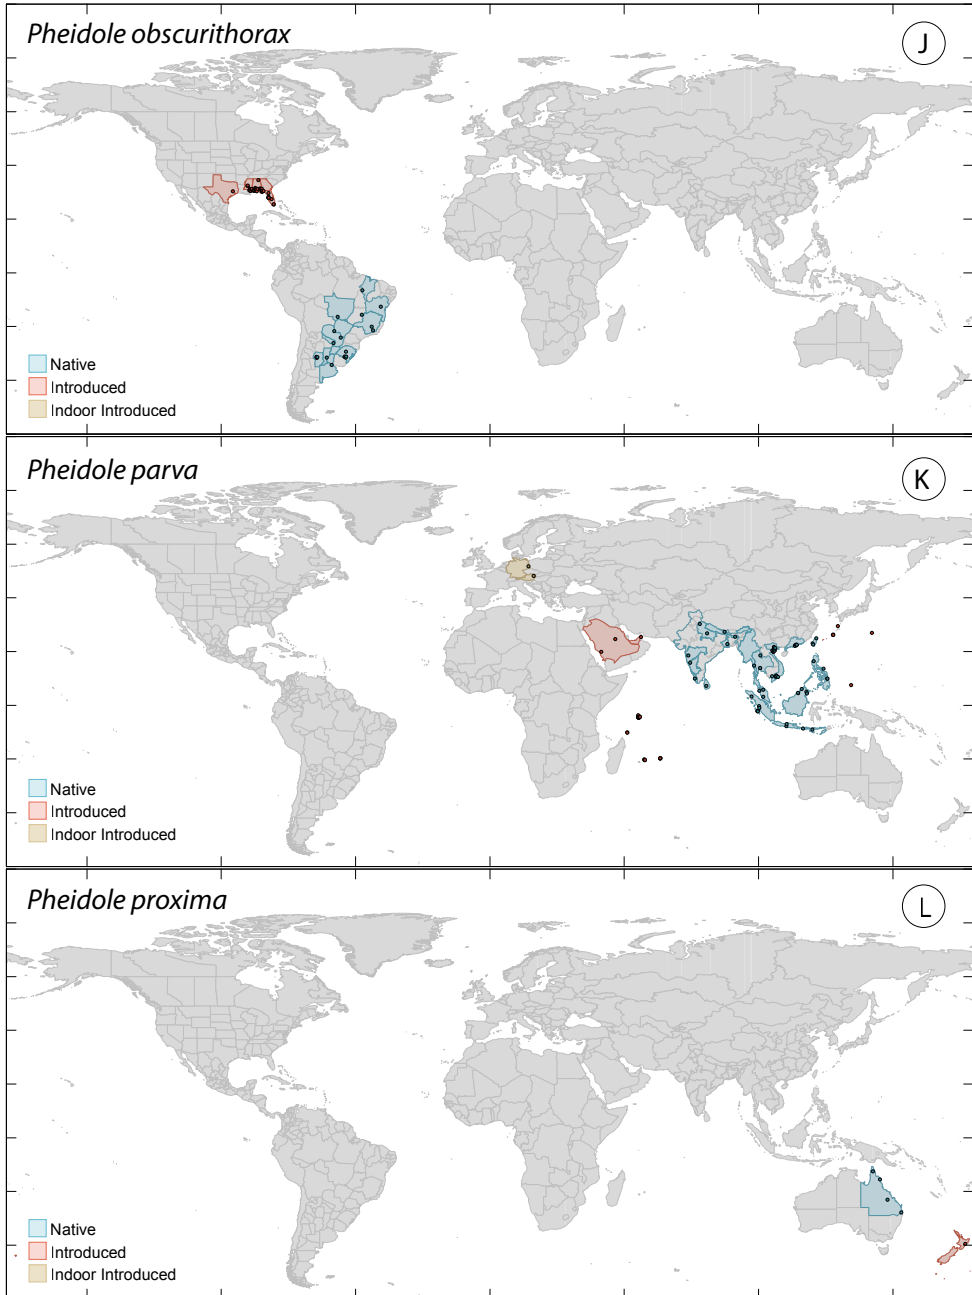 Pheidole obscurithorax
J
Native
Introduced
Indoor Introduced
Pheidole parva
K
Native
Introduced
Indoor Introduced
Pheidole proxima
L
Native
Introduced
Indoor Introduced